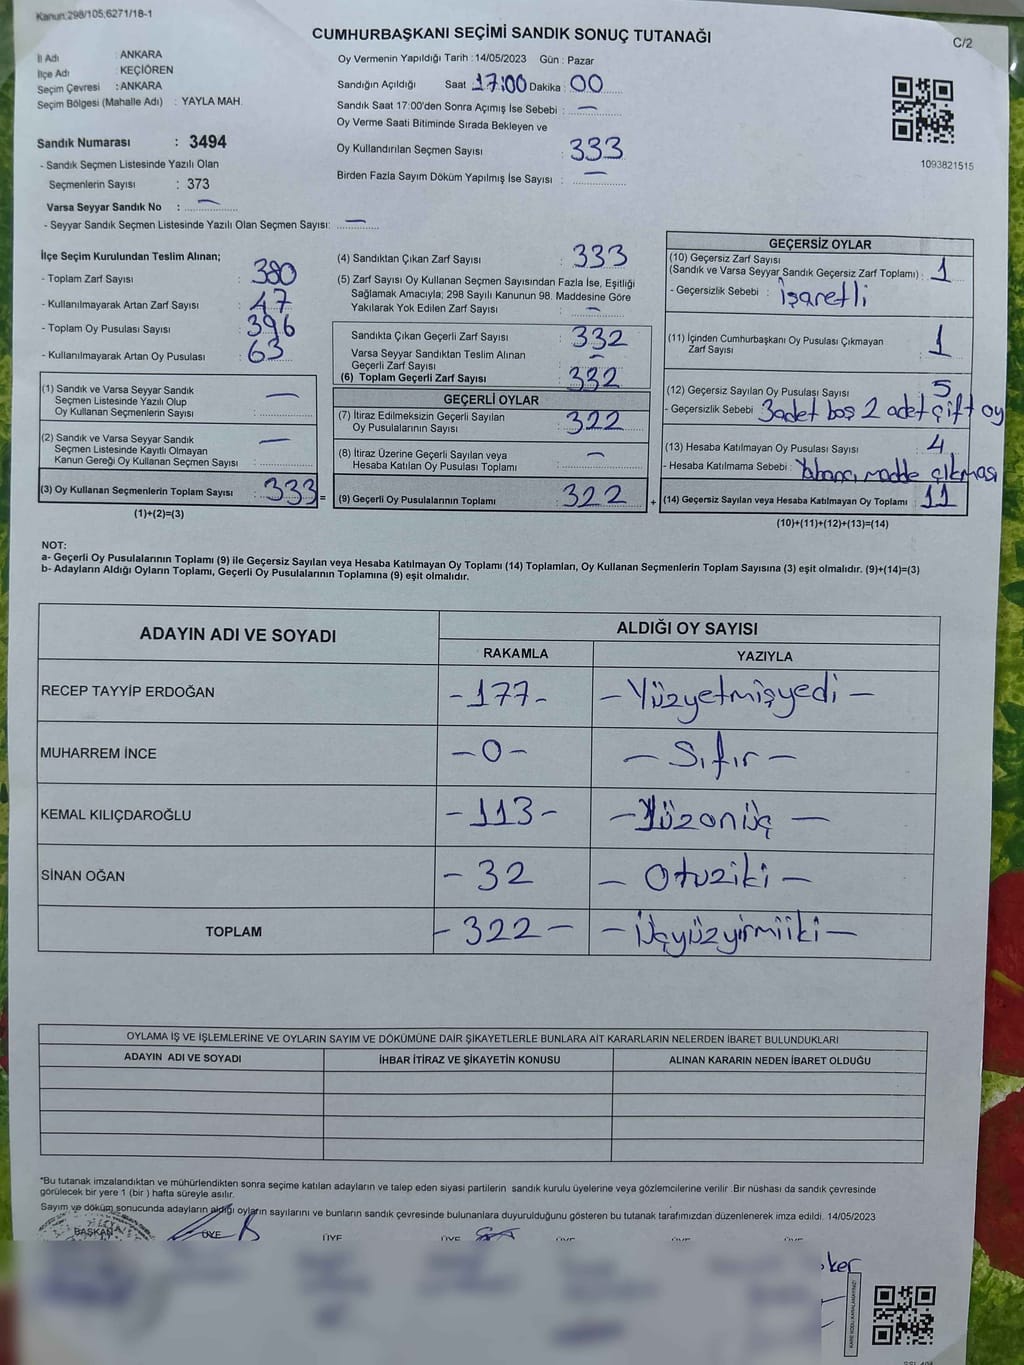 Kanun:298/105;6271/18-1
CUMHURBAŞKANI SEÇİMİ SANDIK SONUÇ TUTANAĞI
C/2
İl Adı : ANKARA
İlçe Adı : KEÇİÖREN
Seçim Çevresi : ANKARA
Seçim Bölgesi (Mahalle Adı) : YAYLA MAH.
Sandık Numarası : 3494
- Sandık Seçmen Listesinde Yazılı Olan
Seçmenlerin Sayısı : 373
Varsa Seyyar Sandık No : —
- Seyyar Sandık Seçmen Listesinde Yazılı Olan Seçmen Sayısı: —
Oy Vermenin Yapıldığı Tarih : 14/05/2023 Gün : Pazar
Sandığın Açıldığı Saat 17:00 Dakika : 00
Sandık Saat 17:00'den Sonra Açımış İse Sebebi : —
Oy Verme Saati Bitiminde Sırada Bekleyen ve
Oy Kullandırılan Seçmen Sayısı : 333
Birden Fazla Sayım Döküm Yapılmış İse Sayısı : —
1093821515
İlçe Seçim Kurulundan Teslim Alınan;
- Toplam Zarf Sayısı : 380
- Kullanılmayarak Artan Zarf Sayısı : 47
- Toplam Oy Pusulası Sayısı : 396
- Kullanılmayarak Artan Oy Pusulası : 63
(1) Sandık ve Varsa Seyyar Sandık
Seçmen Listesinde Yazılı Olup
Oy Kullanan Seçmenlerin Sayısı : —
(2) Sandık ve Varsa Seyyar Sandık
Seçmen Listesinde Kayıtlı Olmayan
Kanun Gereği Oy Kullanan Seçmen Sayısı : —
(3) Oy Kullanan Seçmenlerin Toplam Sayısı : 333 =
(1)+(2)=(3)
(4) Sandıktan Çıkan Zarf Sayısı : 333
(5) Zarf Sayısı Oy Kullanan Seçmen Sayısından Fazla İse, Eşitliği
Sağlamak Amacıyla; 298 Sayılı Kanunun 98. Maddesine Göre
Yakılarak Yok Edilen Zarf Sayısı : —
Sandıkta Çıkan Geçerli Zarf Sayısı : 332
Varsa Seyyar Sandıktan Teslim Alınan
Geçerli Zarf Sayısı : —
(6) Toplam Geçerli Zarf Sayısı : 332
GEÇERLİ OYLAR
(7) İtiraz Edilmeksizin Geçerli Sayılan
Oy Pusulalarının Sayısı : 322
(8) İtiraz Üzerine Geçerli Sayılan veya
Hesaba Katılan Oy Pusulası Toplamı : —
(9) Geçerli Oy Pusulalarının Toplamı : 322 +
GEÇERSİZ OYLAR
(10) Geçersiz Zarf Sayısı
(Sandık ve Varsa Seyyar Sandık Geçersiz Zarf Toplamı) : 1
- Geçersizlik Sebebi : İşaretli
(11) İçinden Cumhurbaşkanı Oy Pusulası Çıkmayan
Zarf Sayısı : 1
(12) Geçersiz Sayılan Oy Pusulası Sayısı : 5
- Geçersizlik Sebebi : 3 adet boş 2 adet çift oy
(13) Hesaba Katılmayan Oy Pusulası Sayısı : 4
- Hesaba Katılmama Sebebi : Yabancı madde çıkması
(14) Geçersiz Sayılan veya Hesaba Katılmayan Oy Toplamı : 11
(10)+(11)+(12)+(13)=(14)
NOT:
a- Geçerli Oy Pusulalarının Toplamı (9) ile Geçersiz Sayılan veya Hesaba Katılmayan Oy Toplamı (14) Toplamları, Oy Kullanan Seçmenlerin Toplam Sayısına (3) eşit olmalıdır. (9)+(14)=(3)
b- Adayların Aldığı Oyların Toplamı, Geçerli Oy Pusulalarının Toplamına (9) eşit olmalıdır.
ADAYIN ADI VE SOYADI
ALDIĞI OY SAYISI
RAKAMLA YAZIYLA
RECEP TAYYİP ERDOĞAN -177- -Yüzyetmişyedi-
MUHARREM İNCE -0- -Sıfır-
KEMAL KILIÇDAROĞLU -113- -Yüzonüç-
SİNAN OĞAN -32 -Otuziki-
TOPLAM -322- -Üçyüzyirmiiki-
OYLAMA İŞ VE İŞLEMLERİNE VE OYLARIN SAYIM VE DÖKÜMÜNE DAİR ŞİKAYETLERLE BUNLARA AİT KARARLARIN NELERDEN İBARET BULUNDUKLARI
ADAYIN ADI VE SOYADI İHBAR İTİRAZ VE ŞİKAYETİN KONUSU ALINAN KARARIN NEDEN İBARET OLDUĞU
*Bu tutanak imzalandıktan ve mühürlendikten sonra seçime katılan adayların ve talep eden siyasi partilerin sandık kurulu üyelerine veya gözlemcilerine verilir .Bir nüshası da sandık çevresinde
görülecek bir yere 1 (bir ) hafta süreyle asılır.
Sayım ve döküm sonucunda adayların aldığı oyların sayılarını ve bunların sandık çevresinde bulunanlara duyurulduğunu gösteren bu tutanak tarafımızdan düzenlenerek imza edildi. 14/05/2023
BAŞKAN ÜYE ÜYE ÜYE ÜYE ÜYE ÜYE